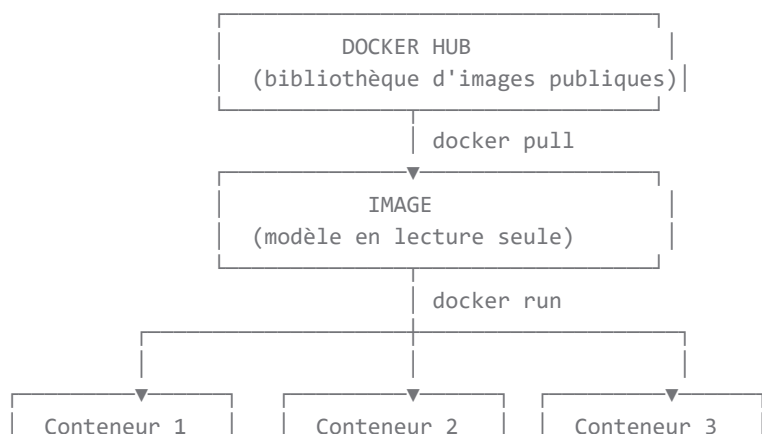 DOCKER HUB
(bibliothèque d'images publiques)
docker pull
IMAGE
(modèle en lecture seule)
docker run
Conteneur 1 Conteneur 2 Conteneur 3